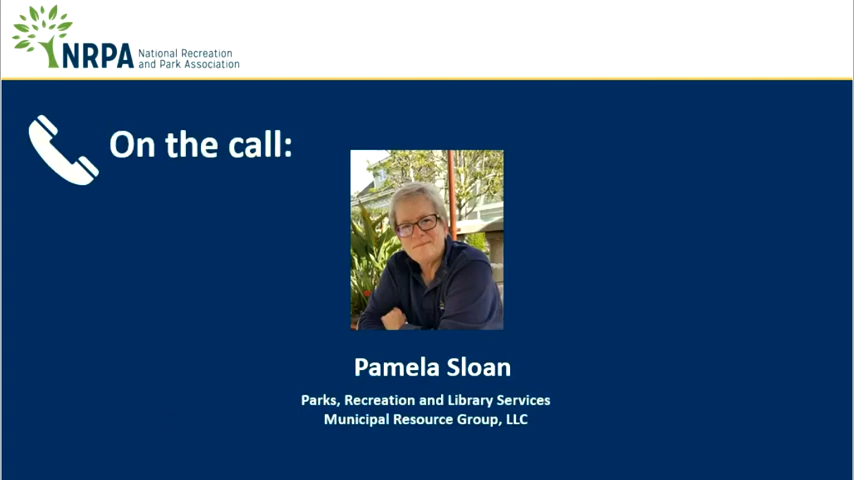 NRPA
National Recreation
and Park Association
On the call:
Pamela Sloan
Parks, Recreation and Library Services
Municipal Resource Group, LLC